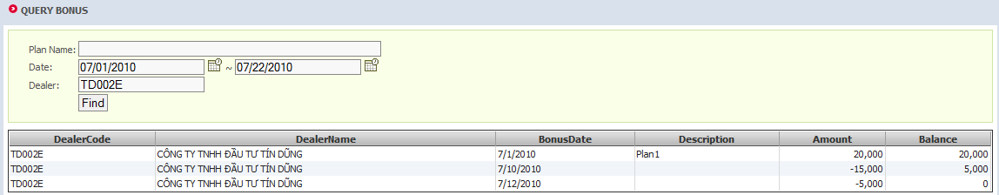 QUERY BONUS
Plan Name:
Date: 07/01/2010 ~ 07/22/2010
Dealer: TD002E
Find
DealerCode DealerName BonusDate Description Amount Balance
TD002E CÔNG TY TNHH ĐẦU TƯ TÍN DŨNG 7/1/2010 Plan1 20,000 20,000
TD002E CÔNG TY TNHH ĐẦU TƯ TÍN DŨNG 7/10/2010 -15,000 5,000
TD002E CÔNG TY TNHH ĐẦU TƯ TÍN DŨNG 7/12/2010 -5,000 0